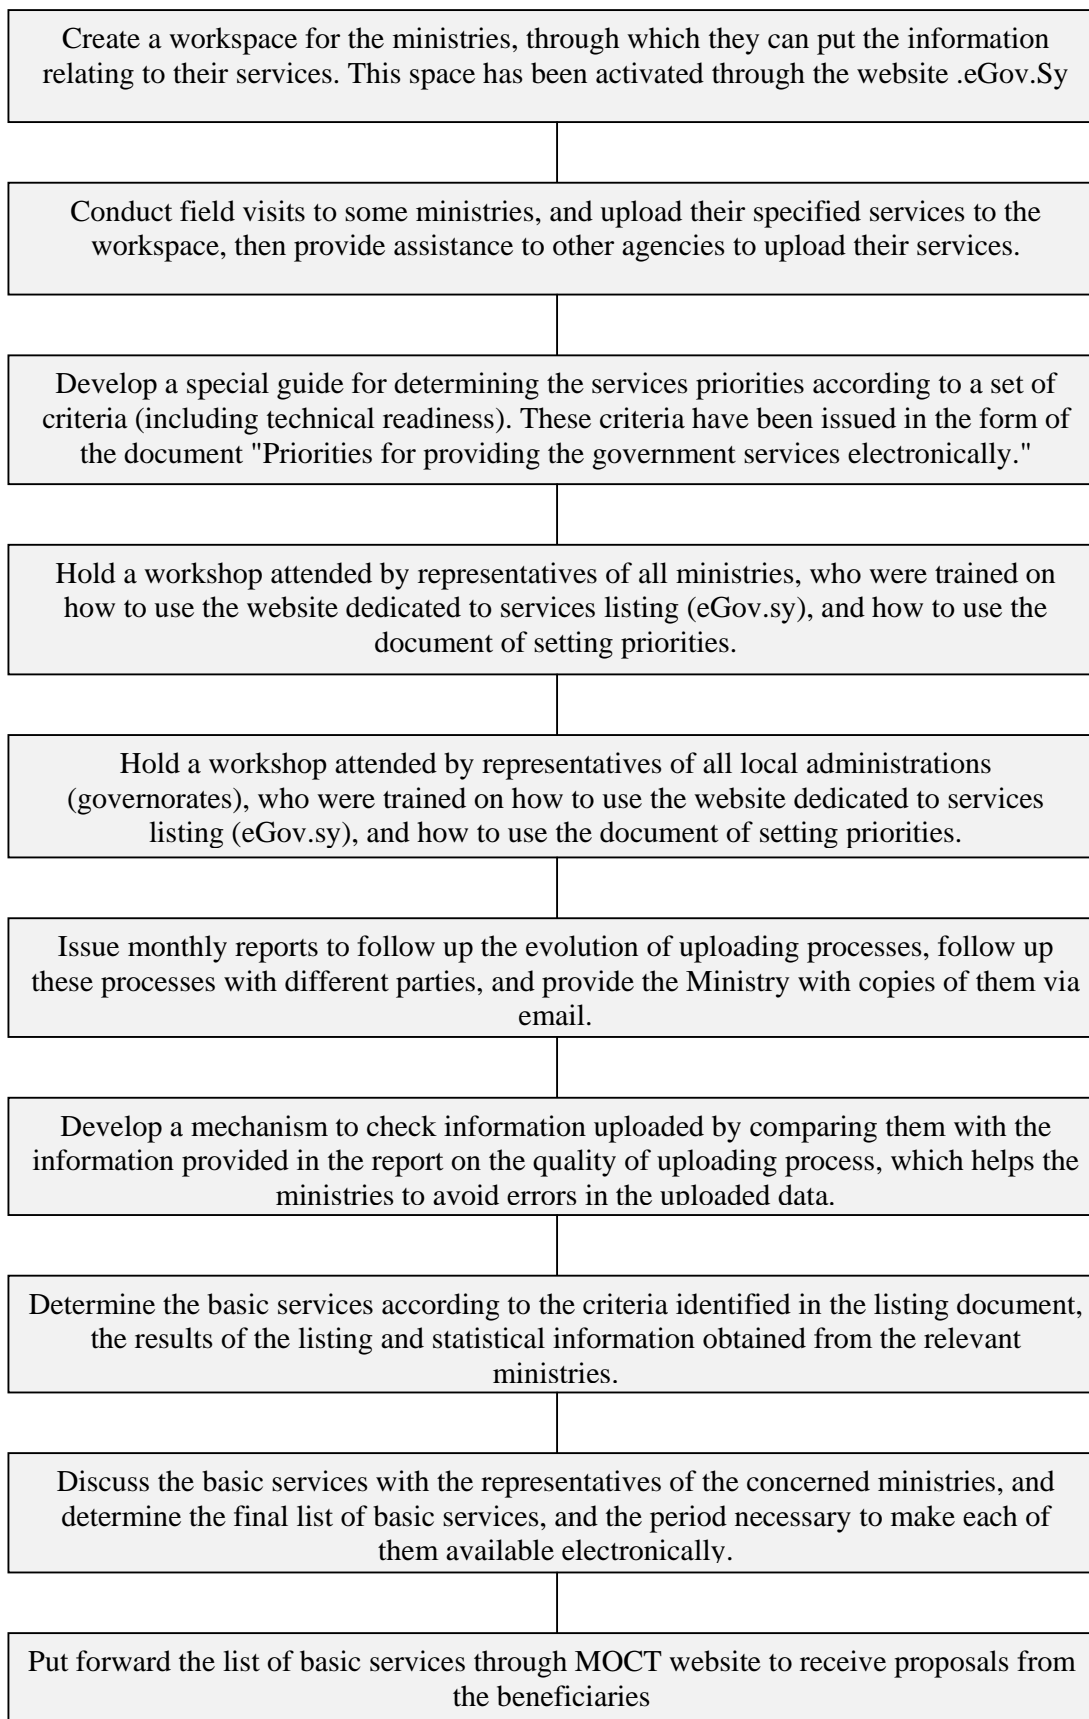 Create a workspace for the ministries, through which they can put the information
relating to their services. This space has been activated through the website .eGov.Sy
Conduct field visits to some ministries, and upload their specified services to the
workspace, then provide assistance to other agencies to upload their services.
Develop a special guide for determining the services priorities according to a set of
criteria (including technical readiness). These criteria have been issued in the form of
the document "Priorities for providing the government services electronically."
Hold a workshop attended by representatives of all ministries, who were trained on
how to use the website dedicated to services listing (eGov.sy), and how to use the
document of setting priorities.
Hold a workshop attended by representatives of all local administrations
(governorates), who were trained on how to use the website dedicated to services
listing (eGov.sy), and how to use the document of setting priorities.
Issue monthly reports to follow up the evolution of uploading processes, follow up
these processes with different parties, and provide the Ministry with copies of them via
email.
Develop a mechanism to check information uploaded by comparing them with the
information provided in the report on the quality of uploading process, which helps the
ministries to avoid errors in the uploaded data.
Determine the basic services according to the criteria identified in the listing document,
the results of the listing and statistical information obtained from the relevant
ministries.
Discuss the basic services with the representatives of the concerned ministries, and
determine the final list of basic services, and the period necessary to make each of
them available electronically.
Put forward the list of basic services through MOCT website to receive proposals from
the beneficiaries